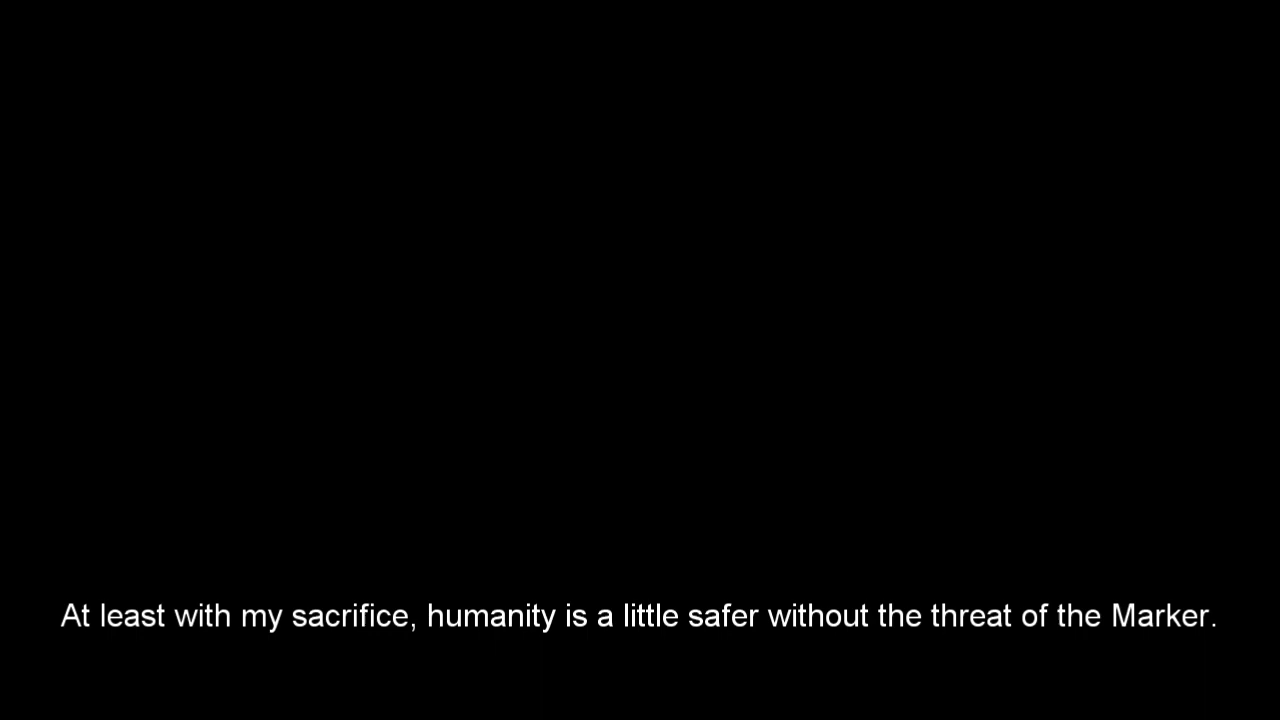 At least with my sacrifice, humanity is a little safer without the threat of the Marker.